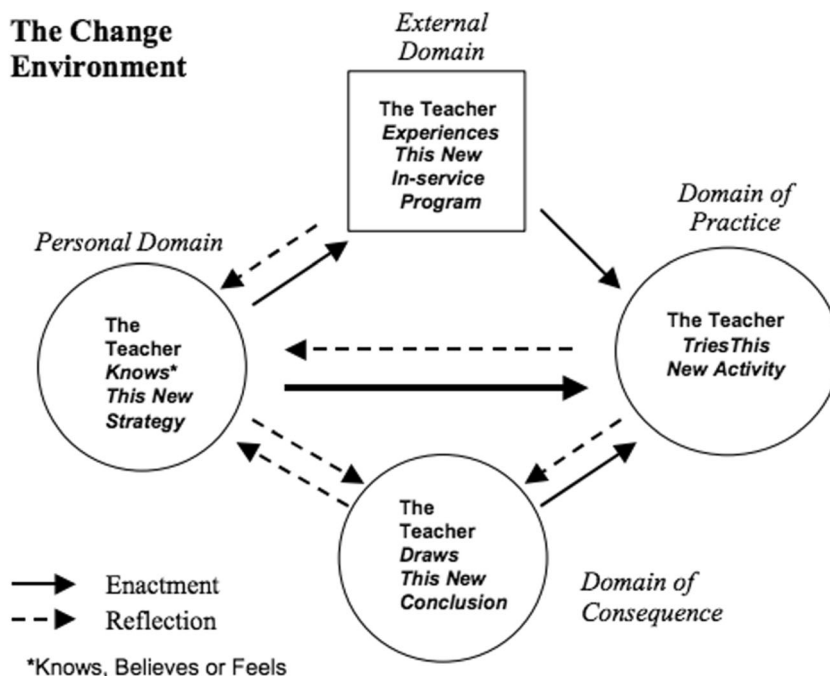 The Change
Environment
External
Domain
The Teacher
Experiences
This New
In-service
Program
Domain of
Practice
Personal Domain
The
Teacher
Knows*
This New
Strategy
The Teacher
TriesThis
New Activity
The
Teacher
Draws
This New
Conclusion
Domain of
Consequence
Enactment
Reflection
*Knows, Believes or Feels